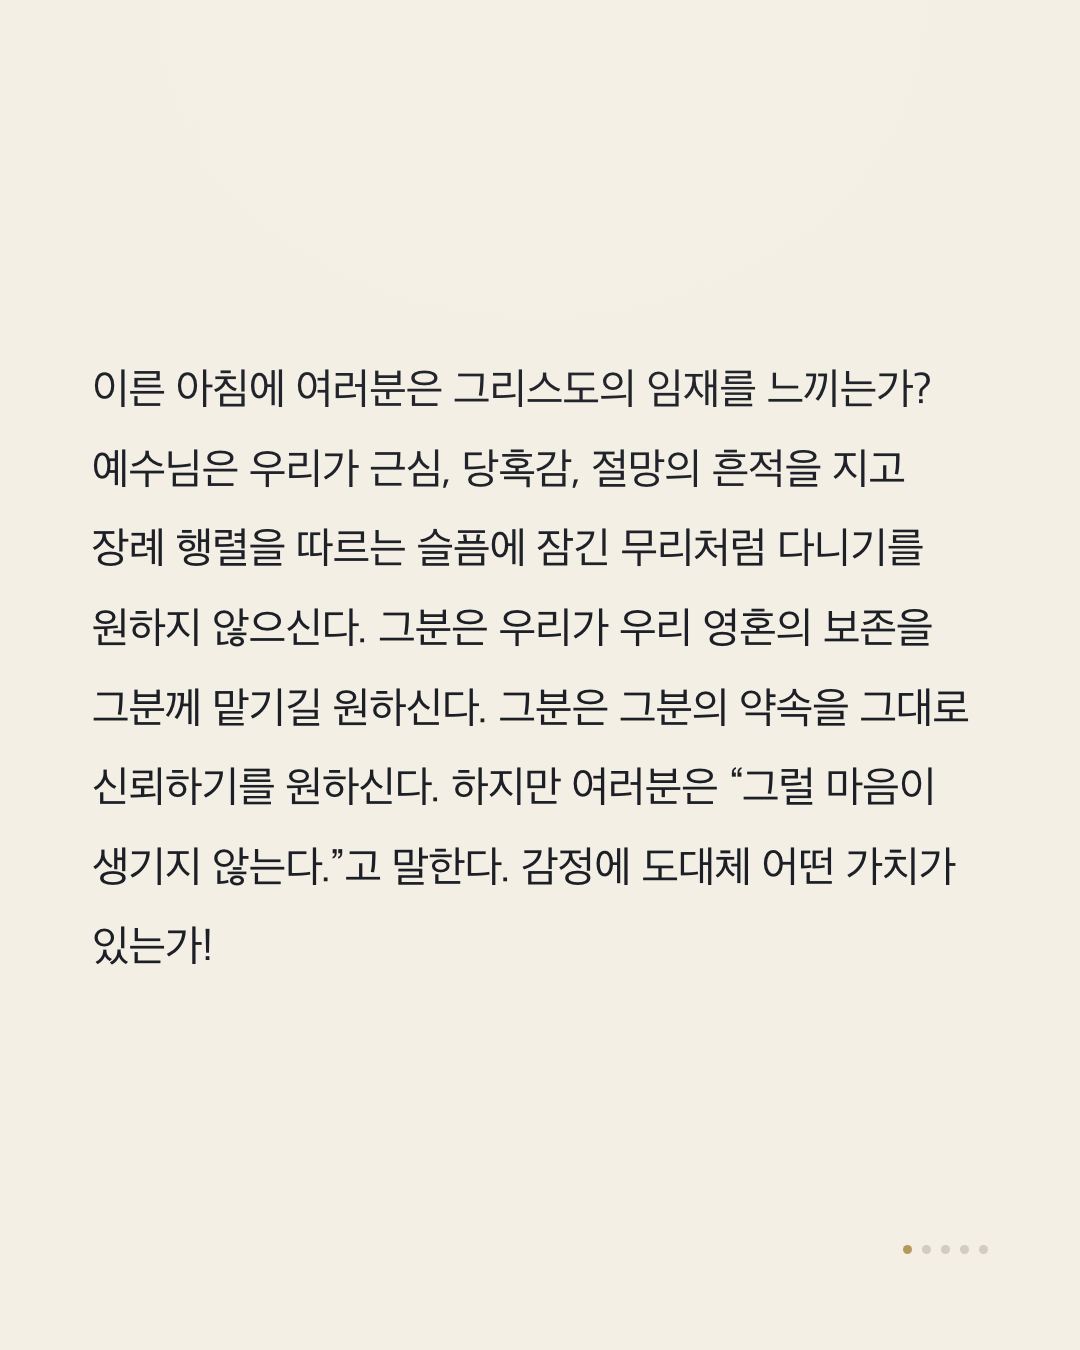 이른 아침에 여러분은 그리스도의 임재를 느끼는가?
예수님은 우리가 근심, 당혹감, 절망의 흔적을 지고
장례 행렬을 따르는 슬픔에 잠긴 무리처럼 다니기를
원하지 않으신다. 그분은 우리가 우리 영혼의 보존을
그분께 맡기길 원하신다. 그분은 그분의 약속을 그대로
신뢰하기를 원하신다. 하지만 여러분은 “그럴 마음이
생기지 않는다.”고 말한다. 감정에 도대체 어떤 가치가
있는가!